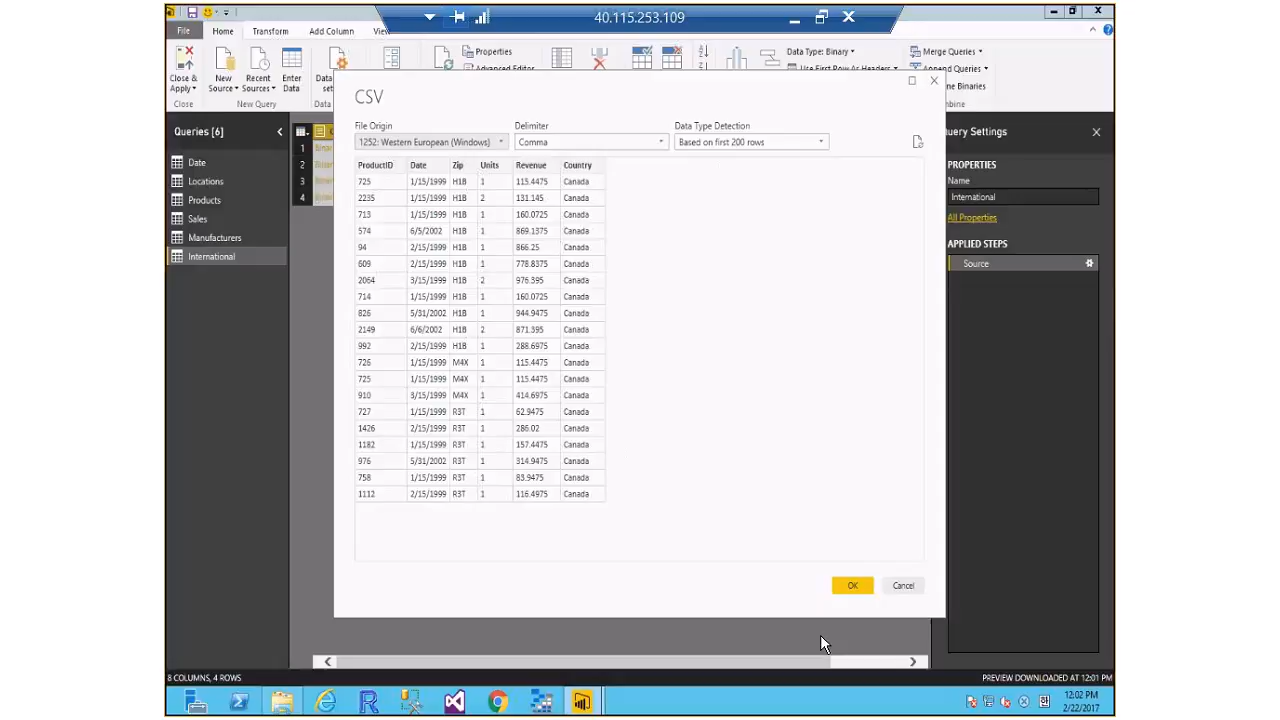 40.115.253.109
File
Home
Transform
Add Column
Close & Apply
New Source
Recent Sources
Enter Data
Properties
Advanced Editor
Data Type: Binary
Use First Row As Headers
Merge Queries
Append Queries
Close
New Query
CSV
File Origin
Delimiter
Data Type Detection
1252: Western European (Windows)
Comma
Based on first 200 rows
Queries [6]
Date
Locations
Products
Sales
Manufacturers
International
1
2
3
4
ProductID Date Zip Units Revenue Country
725 1/15/1999 H1B 1 115.4475 Canada
2235 1/15/1999 H1B 2 131.145 Canada
713 1/15/1999 H1B 1 160.0725 Canada
574 6/5/2002 H1B 1 869.1375 Canada
94 2/15/1999 H1B 1 866.25 Canada
609 2/15/1999 H1B 1 778.8375 Canada
2064 3/15/1999 H1B 2 976.395 Canada
714 1/15/1999 H1B 1 160.0725 Canada
826 5/31/2002 H1B 1 944.9475 Canada
2149 6/6/2002 H1B 2 871.395 Canada
992 2/15/1999 H1B 1 288.6975 Canada
726 1/15/1999 M4X 1 115.4475 Canada
725 1/15/1999 M4X 1 115.4475 Canada
910 3/15/1999 M4X 1 414.6975 Canada
727 1/15/1999 R3T 1 62.9475 Canada
1426 2/15/1999 R3T 1 286.02 Canada
1182 1/15/1999 R3T 1 157.4475 Canada
976 5/31/2002 R3T 1 314.9475 Canada
758 1/15/1999 R3T 1 83.9475 Canada
1112 2/15/1999 R3T 1 116.4975 Canada
OK
Cancel
PROPERTIES
Name
International
All Properties
APPLIED STEPS
Source
8 COLUMNS, 4 ROWS
PREVIEW DOWNLOADED AT 12:01 PM
12:02 PM
2/22/2017